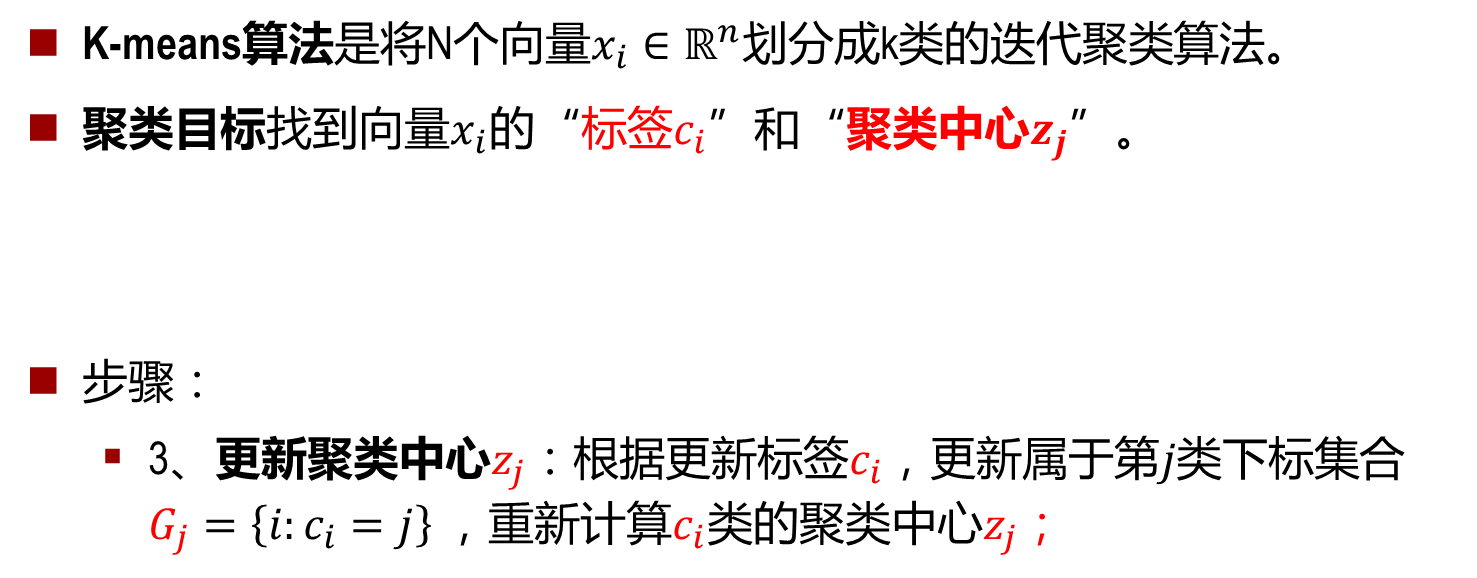 K-means算法是将N个向量𝑥ᵢ ∈ ℝⁿ划分成k类的迭代聚类算法。
聚类目标找到向量𝑥ᵢ的“标签𝑐ᵢ”和“聚类中心𝒛ⱼ”。
步骤：
3、更新聚类中心𝑧ⱼ：根据更新标签𝑐ᵢ，更新属于第𝑗类下标集合
𝐺ⱼ = {𝑖: 𝑐ᵢ = 𝑗}，重新计算𝑐ᵢ类的聚类中心𝑧ⱼ；